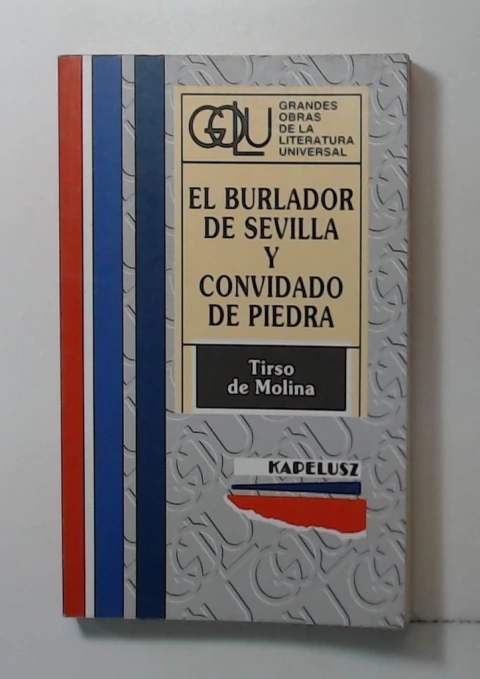 GOLU
GRANDES
OBRAS
DE LA
LITERATURA
UNIVERSAL
EL BURLADOR
DE SEVILLA
Y
CONVIDADO
DE PIEDRA
Tirso
de Molina
KAPELUSZ